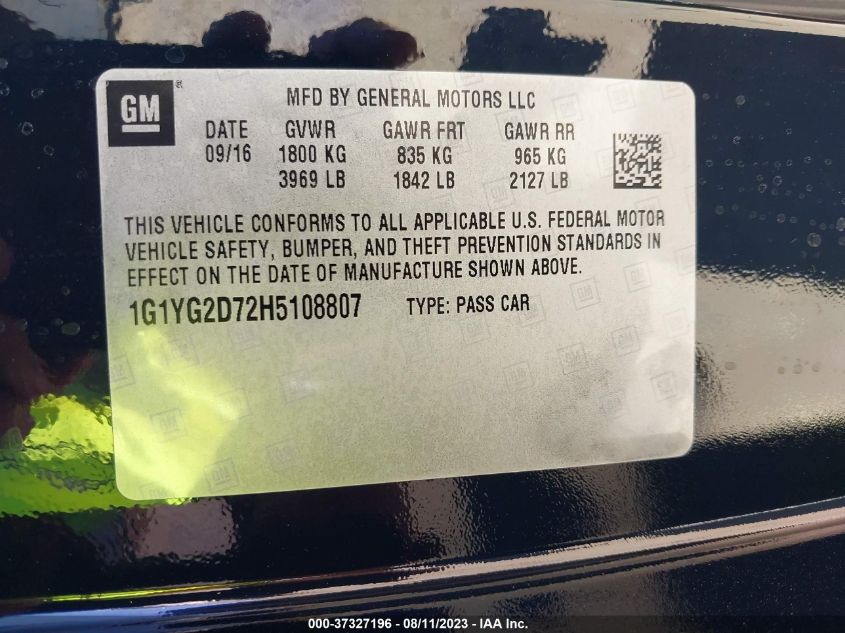 GM ®
MFD BY GENERAL MOTORS LLC
DATE GVWR GAWR FRT GAWR RR
09/16 1800 KG 835 KG 965 KG
3969 LB 1842 LB 2127 LB
THIS VEHICLE CONFORMS TO ALL APPLICABLE U.S. FEDERAL MOTOR
VEHICLE SAFETY, BUMPER, AND THEFT PREVENTION STANDARDS IN
EFFECT ON THE DATE OF MANUFACTURE SHOWN ABOVE.
1G1YG2D72H5108807 TYPE: PASS CAR
000-37327196 - 08/11/2023 - IAA Inc.